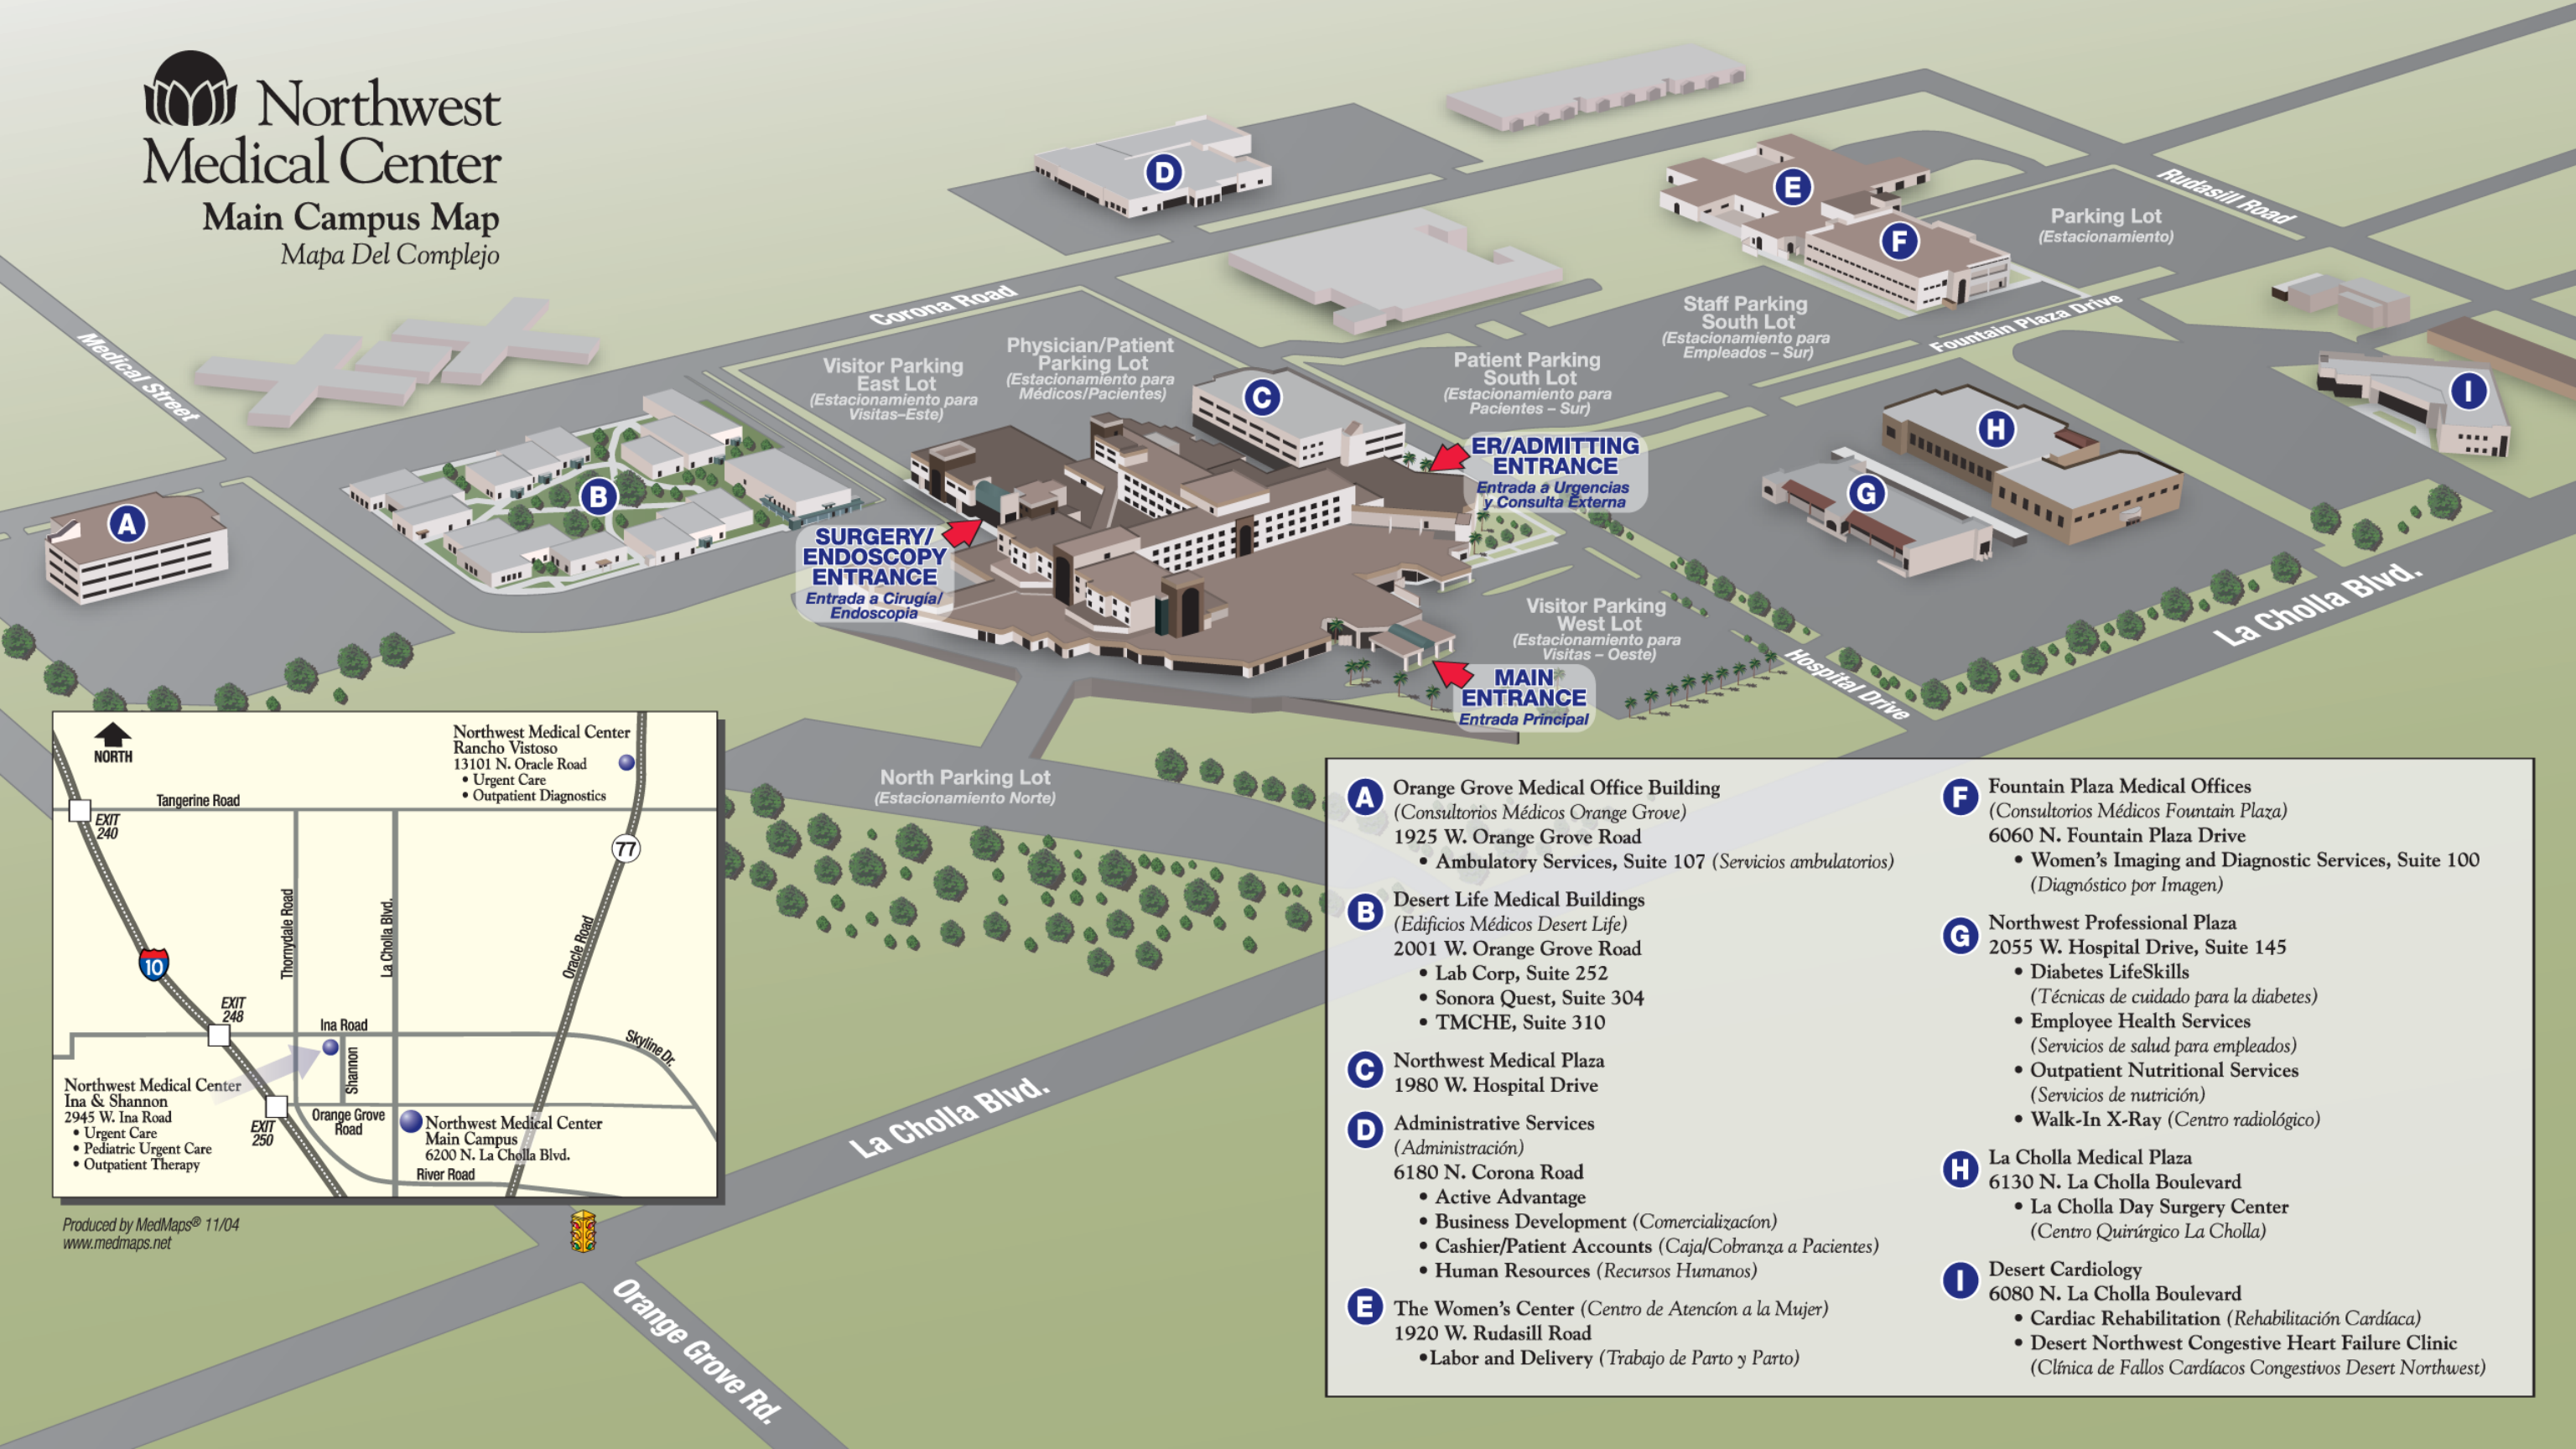 Northwest
Medical Center
Main Campus Map
Mapa Del Complejo
Medical Street
Corona Road
Rudasill Road
Fountain Plaza Drive
Hospital Drive
La Cholla Blvd.
La Cholla Blvd.
Orange Grove Rd.
A
B
C
D
E
F
G
H
I
Parking Lot
(Estacionamiento)
Staff Parking
South Lot
(Estacionamiento para
Empleados – Sur)
Patient Parking
South Lot
(Estacionamiento para
Pacientes – Sur)
Physician/Patient
Parking Lot
(Estacionamiento para
Médicos/Pacientes)
Visitor Parking
East Lot
(Estacionamiento para
Visitas–Este)
ER/ADMITTING
ENTRANCE
Entrada a Urgencias
y Consulta Externa
SURGERY/
ENDOSCOPY
ENTRANCE
Entrada a Cirugía/
Endoscopia
Visitor Parking
West Lot
(Estacionamiento para
Visitas – Oeste)
MAIN
ENTRANCE
Entrada Principal
North Parking Lot
(Estacionamiento Norte)
NORTH
Northwest Medical Center
Rancho Vistoso
13101 N. Oracle Road
• Urgent Care
• Outpatient Diagnostics
Tangerine Road
EXIT
240
77
Thornydale Road
La Cholla Blvd.
Oracle Road
10
EXIT
248
Ina Road
Skyline Dr.
Shannon
Northwest Medical Center
Ina & Shannon
2945 W. Ina Road
• Urgent Care
• Pediatric Urgent Care
• Outpatient Therapy
EXIT
250
Orange Grove
Road
Northwest Medical Center
Main Campus
6200 N. La Cholla Blvd.
River Road
Produced by MedMaps® 11/04
www.medmaps.net
A Orange Grove Medical Office Building
(Consultorios Médicos Orange Grove)
1925 W. Orange Grove Road
• Ambulatory Services, Suite 107 (Servicios ambulatorios)
B Desert Life Medical Buildings
(Edificios Médicos Desert Life)
2001 W. Orange Grove Road
• Lab Corp, Suite 252
• Sonora Quest, Suite 304
• TMCHE, Suite 310
C Northwest Medical Plaza
1980 W. Hospital Drive
D Administrative Services
(Administración)
6180 N. Corona Road
• Active Advantage
• Business Development (Comercializacíon)
• Cashier/Patient Accounts (Caja/Cobranza a Pacientes)
• Human Resources (Recursos Humanos)
E The Women's Center (Centro de Atencíon a la Mujer)
1920 W. Rudasill Road
•Labor and Delivery (Trabajo de Parto y Parto)
F Fountain Plaza Medical Offices
(Consultorios Médicos Fountain Plaza)
6060 N. Fountain Plaza Drive
• Women's Imaging and Diagnostic Services, Suite 100
(Diagnóstico por Imagen)
G Northwest Professional Plaza
2055 W. Hospital Drive, Suite 145
• Diabetes LifeSkills
(Técnicas de cuidado para la diabetes)
• Employee Health Services
(Servicios de salud para empleados)
• Outpatient Nutritional Services
(Servicios de nutrición)
• Walk-In X-Ray (Centro radiológico)
H La Cholla Medical Plaza
6130 N. La Cholla Boulevard
• La Cholla Day Surgery Center
(Centro Quirúrgico La Cholla)
I Desert Cardiology
6080 N. La Cholla Boulevard
• Cardiac Rehabilitation (Rehabilitación Cardíaca)
• Desert Northwest Congestive Heart Failure Clinic
(Clínica de Fallos Cardíacos Congestivos Desert Northwest)